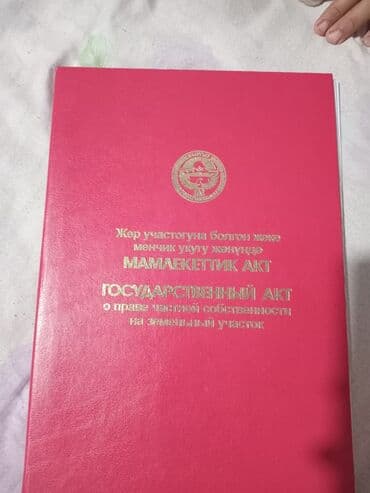 Жер участогуна болгон жеке
менчик укугу жөнүндө
МАМЛЕКЕТТИК АКТ
ГОСУДАРСТВЕННЫЙ АКТ
о праве частной собственности
на земельный участок